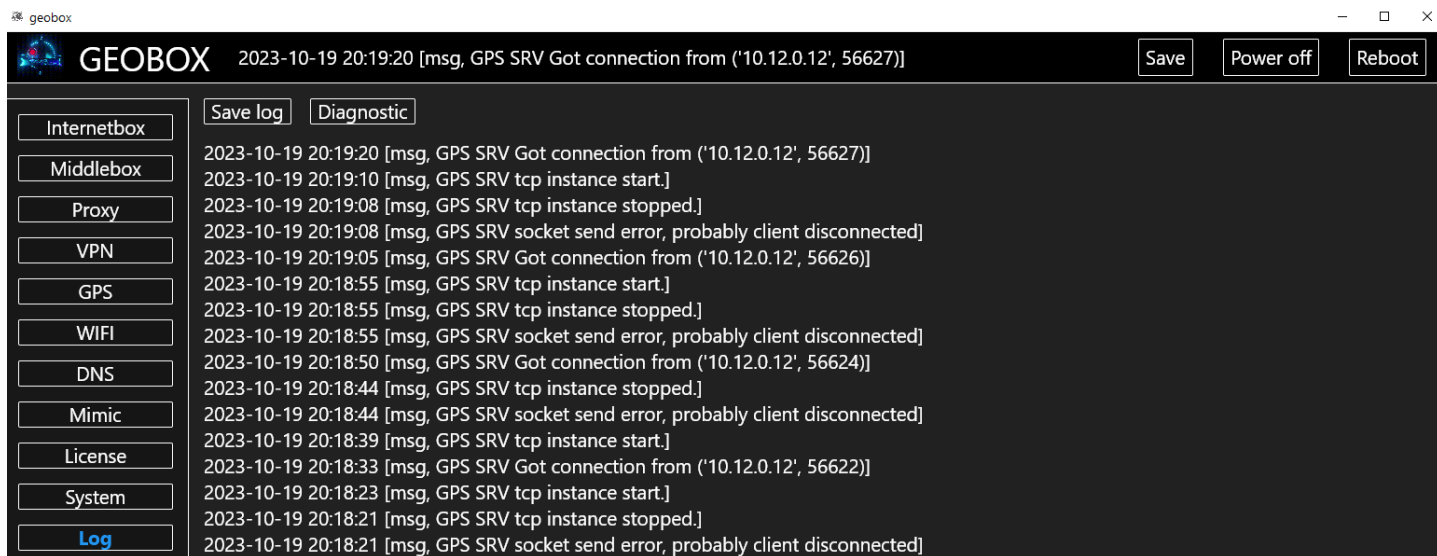 geobox
GEOBOX 2023-10-19 20:19:20 [msg, GPS SRV Got connection from ('10.12.0.12', 56627)] Save Power off Reboot
Internetbox
Middlebox
Proxy
VPN
GPS
WIFI
DNS
Mimic
License
System
Log
Save log Diagnostic
2023-10-19 20:19:20 [msg, GPS SRV Got connection from ('10.12.0.12', 56627)]
2023-10-19 20:19:10 [msg, GPS SRV tcp instance start.]
2023-10-19 20:19:08 [msg, GPS SRV tcp instance stopped.]
2023-10-19 20:19:08 [msg, GPS SRV socket send error, probably client disconnected]
2023-10-19 20:19:05 [msg, GPS SRV Got connection from ('10.12.0.12', 56626)]
2023-10-19 20:18:55 [msg, GPS SRV tcp instance start.]
2023-10-19 20:18:55 [msg, GPS SRV tcp instance stopped.]
2023-10-19 20:18:55 [msg, GPS SRV socket send error, probably client disconnected]
2023-10-19 20:18:50 [msg, GPS SRV Got connection from ('10.12.0.12', 56624)]
2023-10-19 20:18:44 [msg, GPS SRV tcp instance stopped.]
2023-10-19 20:18:44 [msg, GPS SRV socket send error, probably client disconnected]
2023-10-19 20:18:39 [msg, GPS SRV tcp instance start.]
2023-10-19 20:18:33 [msg, GPS SRV Got connection from ('10.12.0.12', 56622)]
2023-10-19 20:18:23 [msg, GPS SRV tcp instance start.]
2023-10-19 20:18:21 [msg, GPS SRV tcp instance stopped.]
2023-10-19 20:18:21 [msg, GPS SRV socket send error, probably client disconnected]